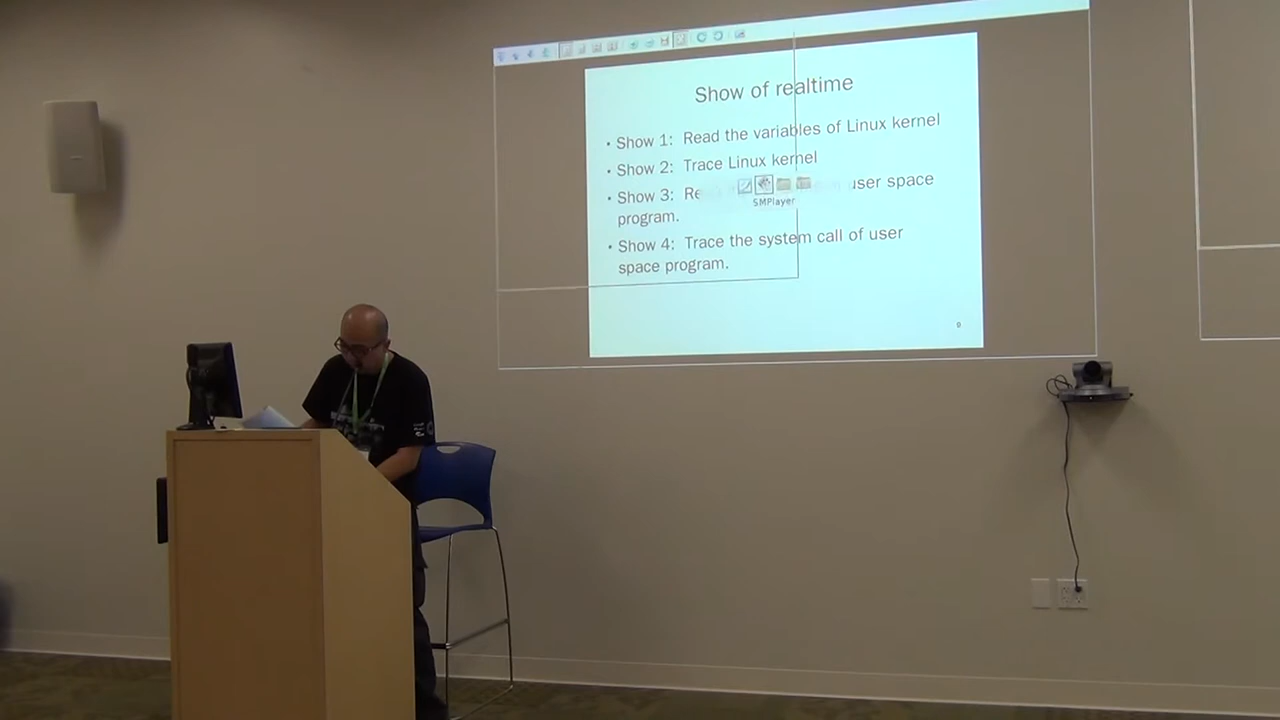 Show of realtime
• Show 1: Read the variables of Linux kernel
• Show 2: Trace Linux kernel
• Show 3: Re user space
SMPlayer
program.
• Show 4: Trace the system call of user
space program.
9